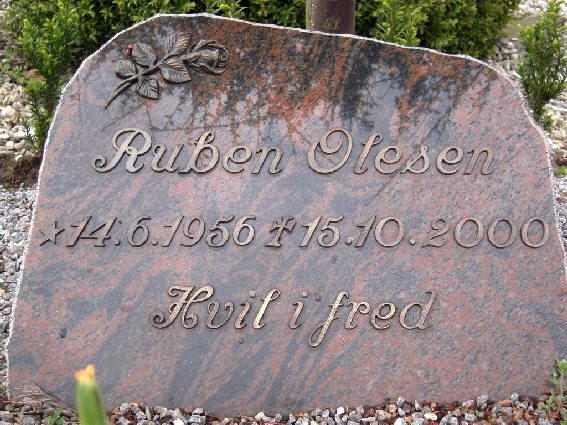 Ruben Olesen
★14.6.1956 ✝15.10.2000
Hvil i fred